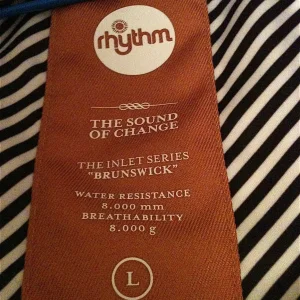 rhythm
THE SOUND
OF CHANGE
THE INLET SERIES
"BRUNSWICK"
WATER RESISTANCE
8.000 mm
BREATHABILITY
8.000 g
L